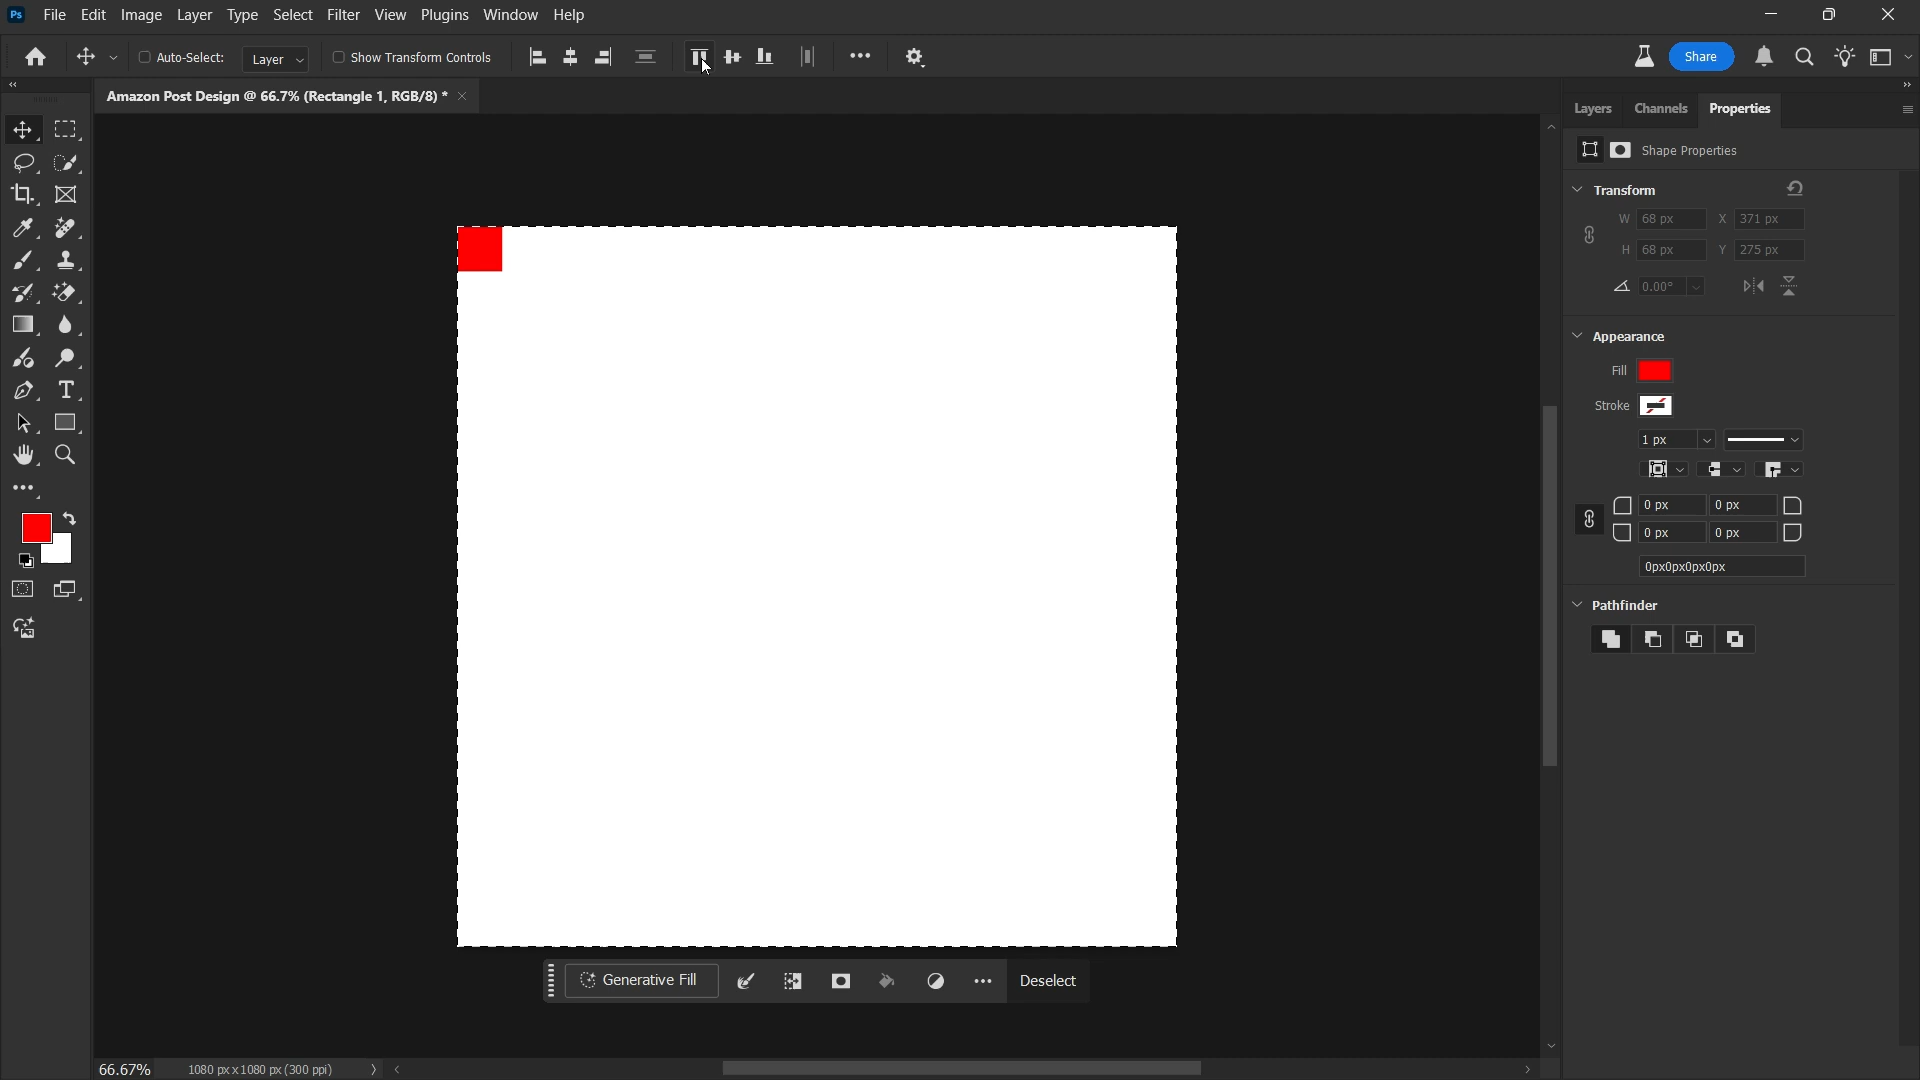 Ps File Edit Image Layer Type Select Filter View Plugins Window Help
Auto-Select: Layer Show Transform Controls Share
Amazon Post Design @ 66.7% (Rectangle 1, RGB/8) *
Layers Channels Properties
Shape Properties
Transform
W 68 px X 371 px
H 68 px Y 275 px
0.00°
Appearance
Fill
Stroke
1 px
0 px 0 px
0 px 0 px
0px0px0px0px
Pathfinder
Generative Fill Deselect
66.67% 1080 px x 1080 px (300 ppi)